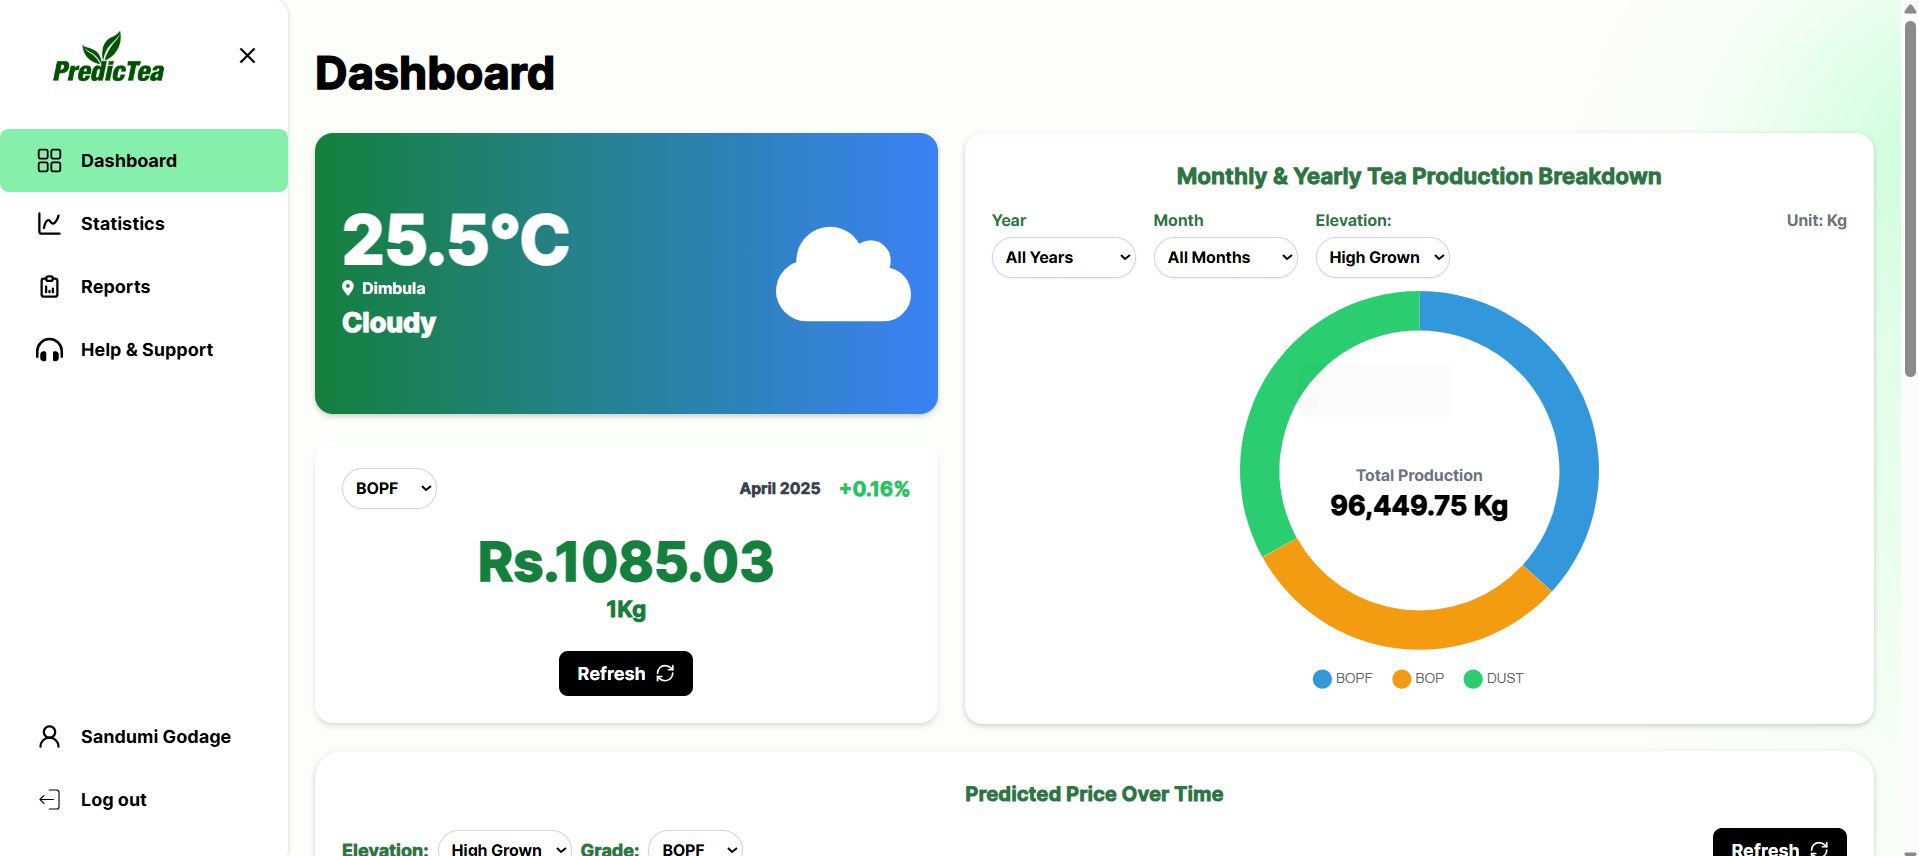 PredicTea
Dashboard
Statistics
Reports
Help & Support
Sandumi Godage
Log out
Dashboard
25.5°C
Dimbula
Cloudy
BOPF
April 2025 +0.16%
Rs.1085.03
1Kg
Refresh
Monthly & Yearly Tea Production Breakdown
Year Month Elevation: Unit: Kg
All Years All Months High Grown
Total Production
96,449.75 Kg
BOPF BOP DUST
Predicted Price Over Time
Elevation: High Grown Grade: BOPF Refresh